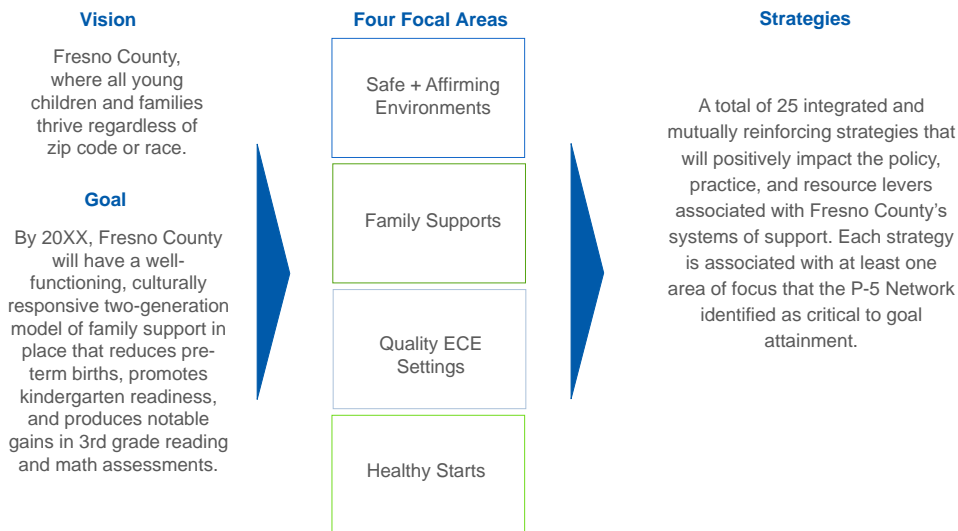 Vision
Fresno County,
where all young
children and families
thrive regardless of
zip code or race.
Goal
By 20XX, Fresno County
will have a well-
functioning, culturally
responsive two-generation
model of family support in
place that reduces pre-
term births, promotes
kindergarten readiness,
and produces notable
gains in 3rd grade reading
and math assessments.
Four Focal Areas
Safe + Affirming
Environments
Family Supports
Quality ECE
Settings
Healthy Starts
Strategies
A total of 25 integrated and
mutually reinforcing strategies that
will positively impact the policy,
practice, and resource levers
associated with Fresno County's
systems of support. Each strategy
is associated with at least one
area of focus that the P-5 Network
identified as critical to goal
attainment.